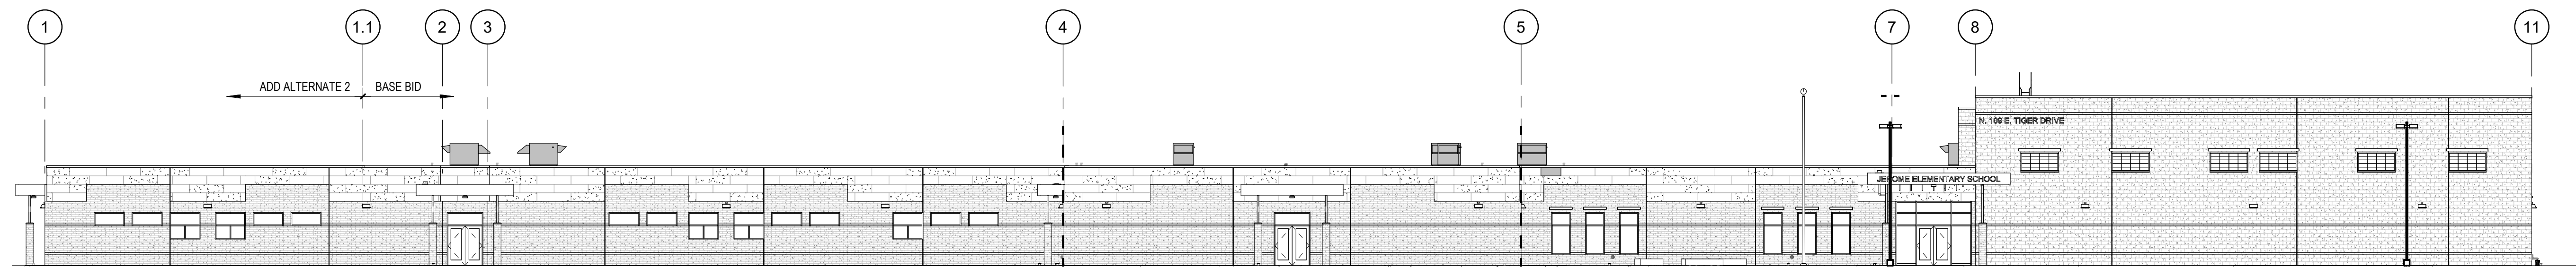 1 1.1 2 3 4 5 7 8 11
ADD ALTERNATE 2 BASE BID
N. 109 E. TIGER DRIVE
JEROME ELEMENTARY SCHOOL